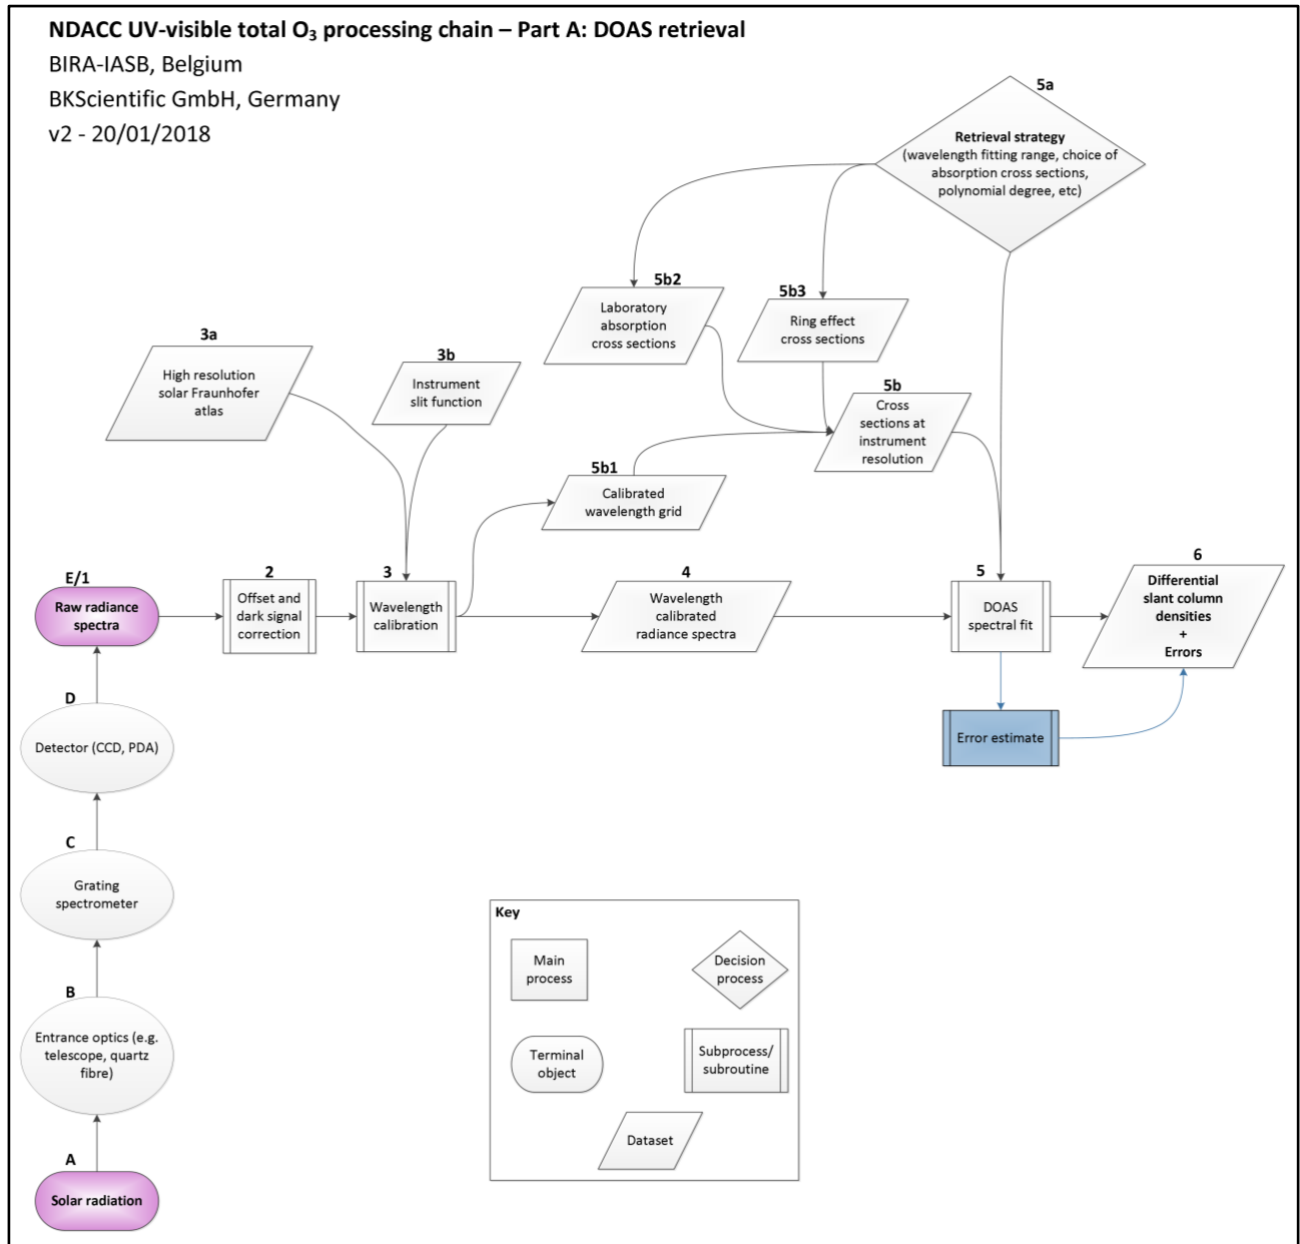 NDACC UV-visible total O₃ processing chain – Part A: DOAS retrieval
BIRA-IASB, Belgium
BKScientific GmbH, Germany
v2 - 20/01/2018
5a
Retrieval strategy
(wavelength fitting range, choice of
absorption cross sections,
polynomial degree, etc)
5b2
Laboratory
absorption
cross sections
5b3
Ring effect
cross sections
3a
High resolution
solar Fraunhofer
atlas
3b
Instrument
slit function
5b
Cross
sections at
instrument
resolution
5b1
Calibrated
wavelength grid
E/1
Raw radiance
spectra
2
Offset and
dark signal
correction
3
Wavelength
calibration
4
Wavelength
calibrated
radiance spectra
5
DOAS
spectral fit
6
Differential
slant column
densities
+
Errors
Error estimate
D
Detector (CCD, PDA)
C
Grating
spectrometer
B
Entrance optics (e.g.
telescope, quartz
fibre)
A
Solar radiation
Key
Main
process
Decision
process
Terminal
object
Subprocess/
subroutine
Dataset